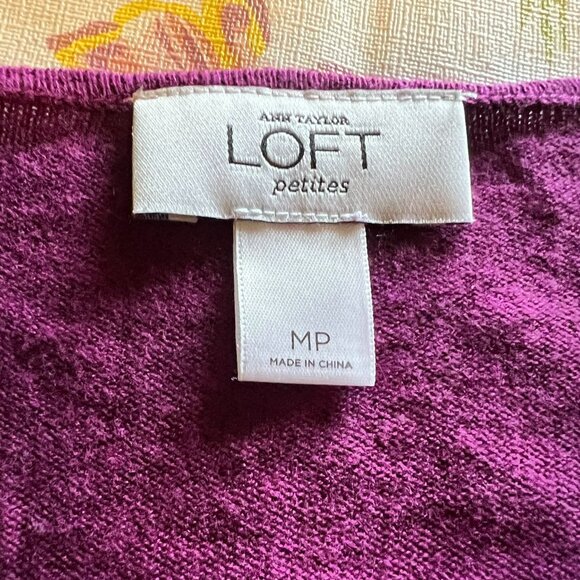 ANN TAYLOR
LOFT
petites
MP
MADE IN CHINA